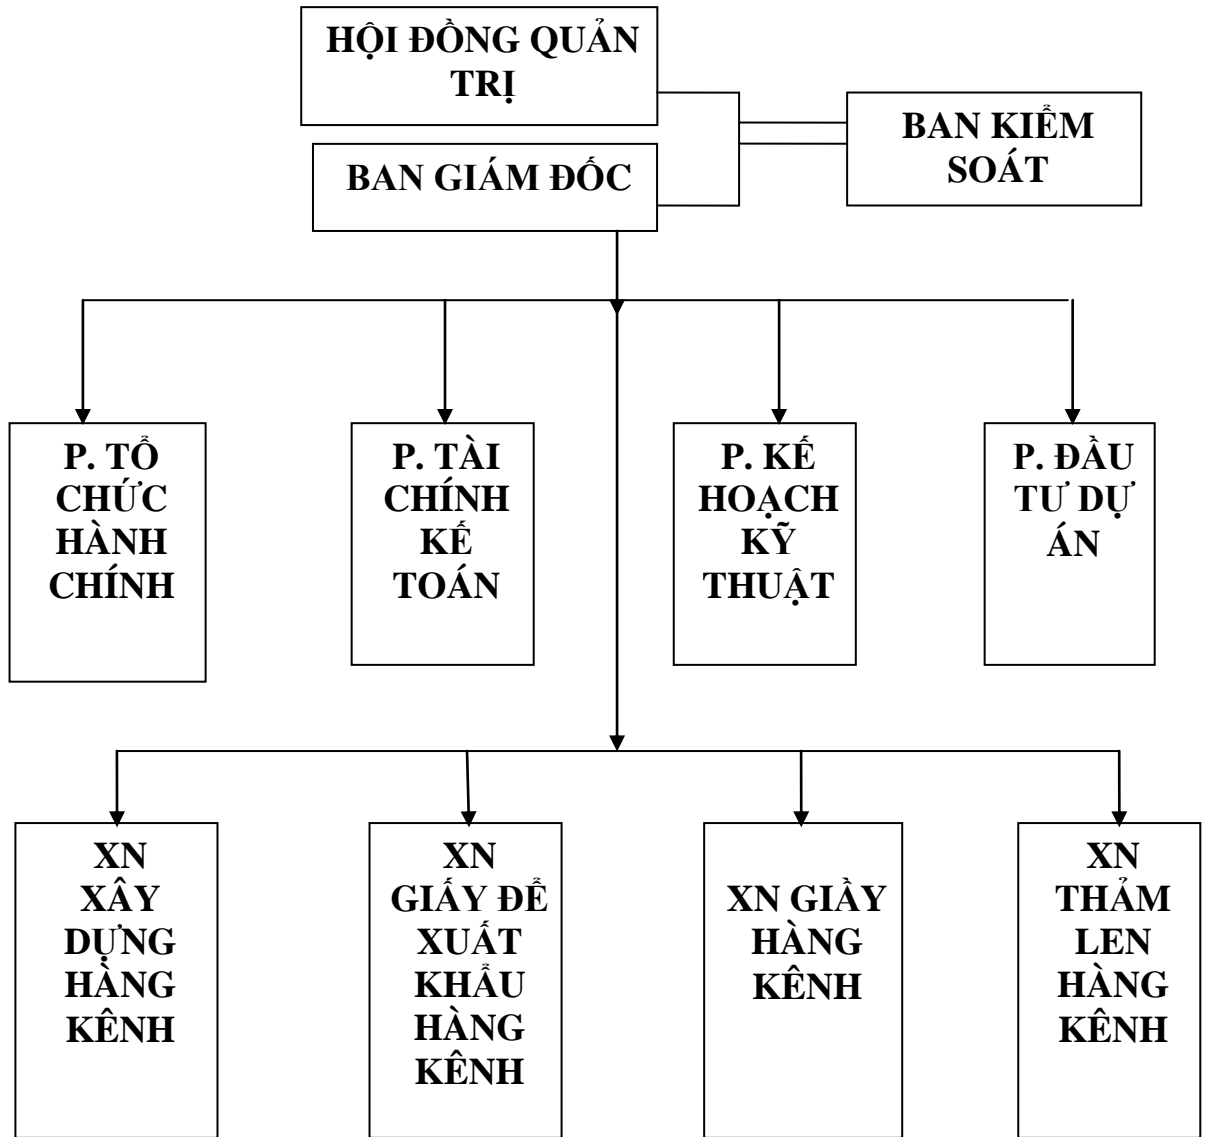 HỘI ĐỒNG QUẢN
TRỊ
BAN KIỂM
SOÁT
BAN GIÁM ĐỐC
P. TỔ
CHỨC
HÀNH
CHÍNH
P. TÀI
CHÍNH
KẾ
TOÁN
P. KẾ
HOẠCH
KỸ
THUẬT
P. ĐẦU
TƯ DỰ
ÁN
XN
XÂY
DỰNG
HÀNG
KÊNH
XN
GIẤY ĐỂ
XUẤT
KHẨU
HÀNG
KÊNH
XN GIẦY
HÀNG
KÊNH
XN
THẢM
LEN
HÀNG
KÊNH